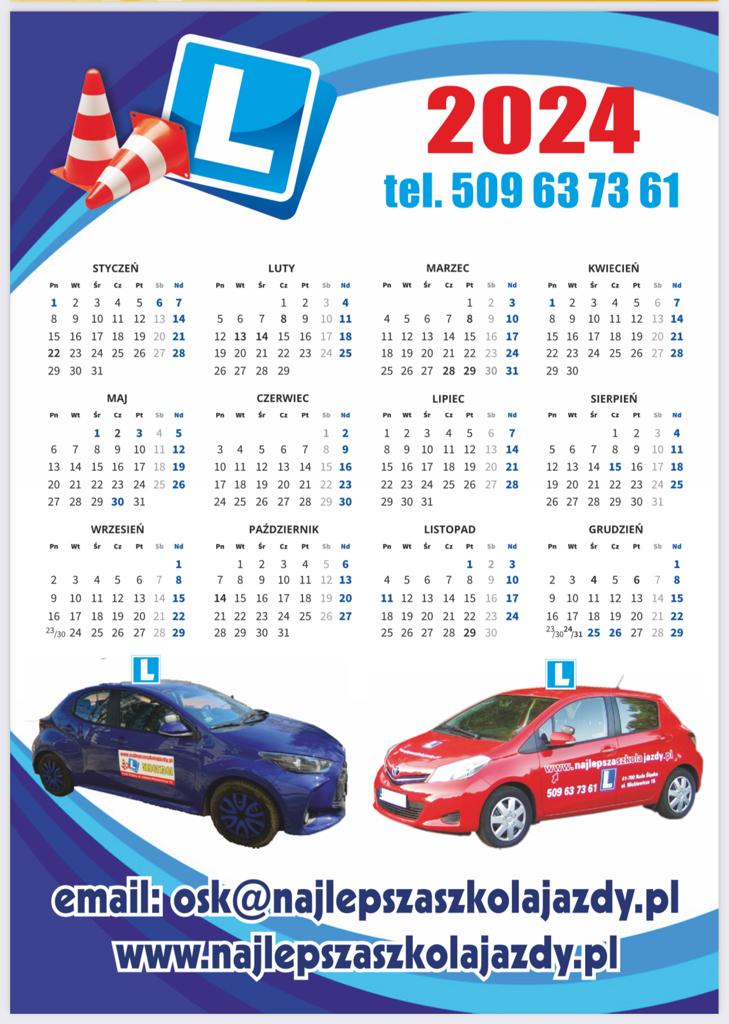 L
2024
tel. 509 63 73 61
STYCZEŃ LUTY MARZEC KWIECIEŃ
Pn Wt Śr Cz Pt Sb Nd Pn Wt Śr Cz Pt Sb Nd Pn Wt Śr Cz Pt Sb Nd Pn Wt Śr Cz Pt Sb Nd
1 2 3 4 5 6 7 1 2 3 4 1 2 3 1 2 3 4 5 6 7
8 9 10 11 12 13 14 5 6 7 8 9 10 11 4 5 6 7 8 9 10 8 9 10 11 12 13 14
15 16 17 18 19 20 21 12 13 14 15 16 17 18 11 12 13 14 15 16 17 15 16 17 18 19 20 21
22 23 24 25 26 27 28 19 20 21 22 23 24 25 18 19 20 21 22 23 24 22 23 24 25 26 27 28
29 30 31 26 27 28 29 25 26 27 28 29 30 31 29 30
MAJ CZERWIEC LIPIEC SIERPIEŃ
Pn Wt Śr Cz Pt Sb Nd Pn Wt Śr Cz Pt Sb Nd Pn Wt Śr Cz Pt Sb Nd Pn Wt Śr Cz Pt Sb Nd
1 2 3 4 5 1 2 1 2 3 4 5 6 7 1 2 3 4
6 7 8 9 10 11 12 3 4 5 6 7 8 9 8 9 10 11 12 13 14 5 6 7 8 9 10 11
13 14 15 16 17 18 19 10 11 12 13 14 15 16 15 16 17 18 19 20 21 12 13 14 15 16 17 18
20 21 22 23 24 25 26 17 18 19 20 21 22 23 22 23 24 25 26 27 28 19 20 21 22 23 24 25
27 28 29 30 31 24 25 26 27 28 29 30 29 30 31 26 27 28 29 30 31
WRZESIEŃ PAŹDZIERNIK LISTOPAD GRUDZIEŃ
Pn Wt Śr Cz Pt Sb Nd Pn Wt Śr Cz Pt Sb Nd Pn Wt Śr Cz Pt Sb Nd Pn Wt Śr Cz Pt Sb Nd
1 1 2 3 4 5 6 1 2 3 1
2 3 4 5 6 7 8 7 8 9 10 11 12 13 4 5 6 7 8 9 10 2 3 4 5 6 7 8
9 10 11 12 13 14 15 14 15 16 17 18 19 20 11 12 13 14 15 16 17 9 10 11 12 13 14 15
16 17 18 19 20 21 22 21 22 23 24 25 26 27 18 19 20 21 22 23 24 16 17 18 19 20 21 22
23/30 24 25 26 27 28 29 28 29 30 31 25 26 27 28 29 30 23/30 24/31 25 26 27 28 29
L
L
www.najlepszaszkolajazdy.pl
509 63 73 61 L
41-700 Ruda Śląska
email: osk@najlepszaszkolajazdy.pl
www.najlepszaszkolajazdy.pl